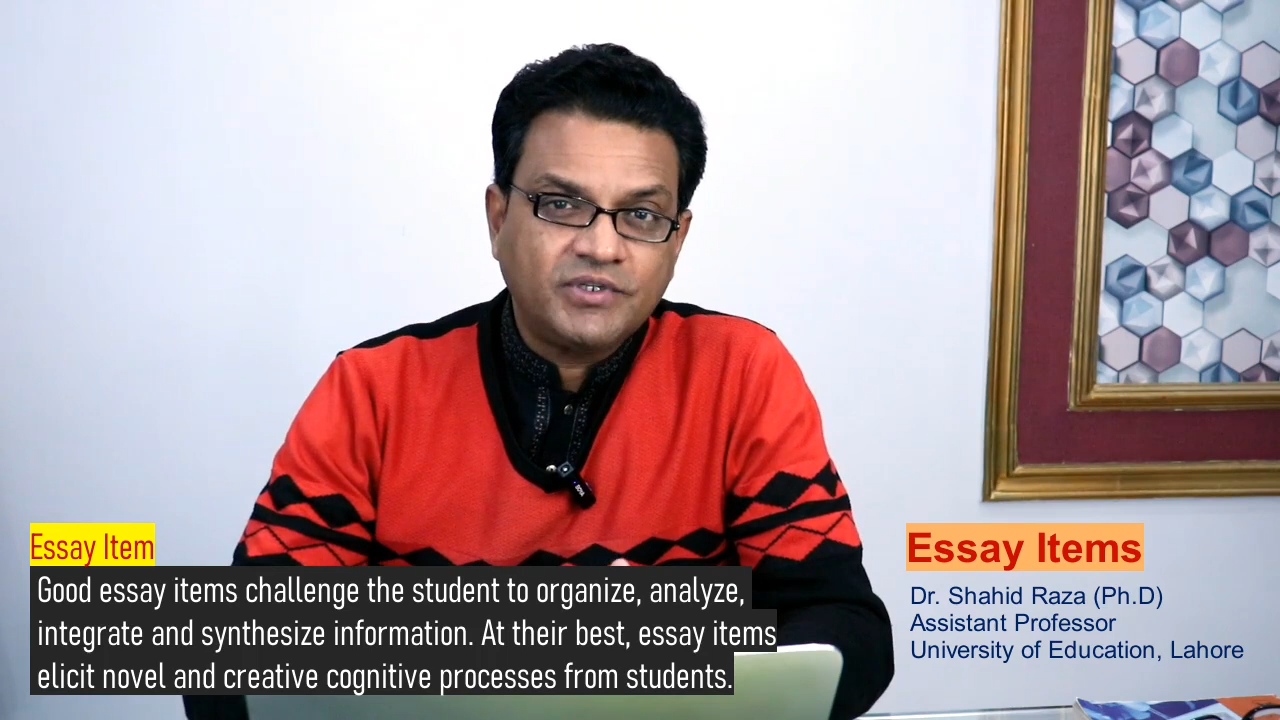 Essay Item
Good essay items challenge the student to organize, analyze,
integrate and synthesize information. At their best, essay items
elicit novel and creative cognitive processes from students.
Essay Items
Dr. Shahid Raza (Ph.D)
Assistant Professor
University of Education, Lahore